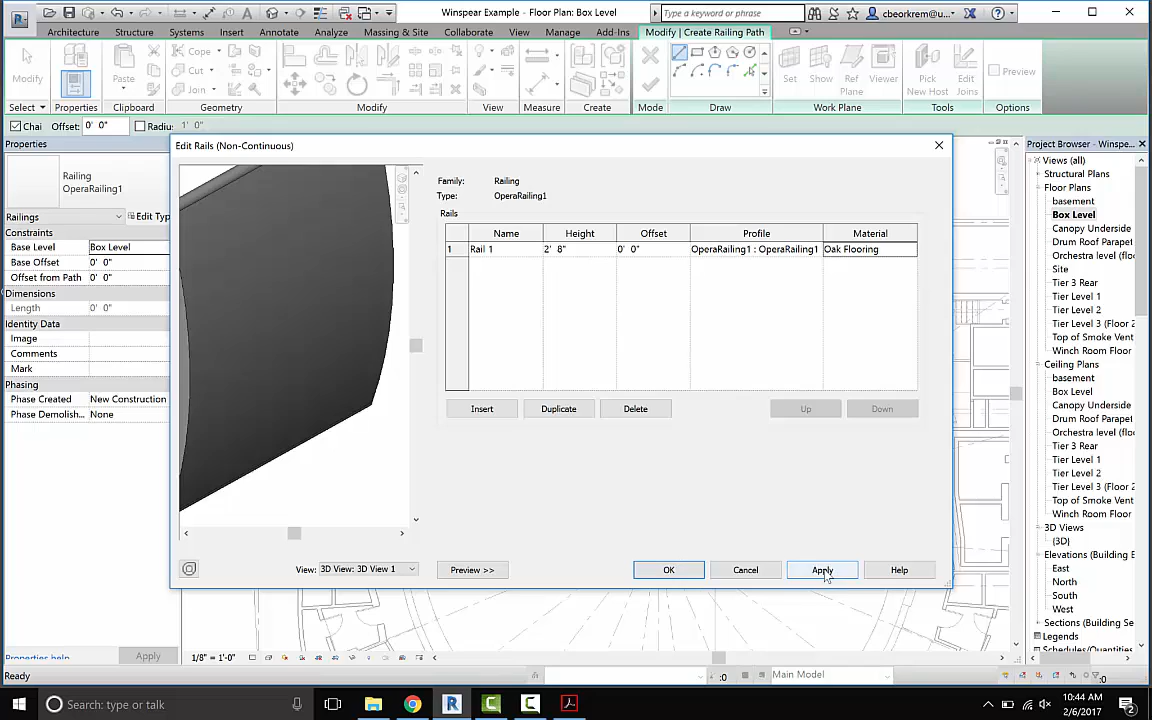 Winspear Example - Floor Plan: Box Level
Type a keyword or phrase
cbeorkrem@u...
Architecture Structure Systems Insert Annotate Analyze Massing & Site Collaborate View Manage Add-Ins Modify | Create Railing Path
Modify
Paste
Cope
Cut
Join
Set Show Ref Plane Viewer
Pick New Host
Edit Joins
Preview
Select Properties Clipboard Geometry Modify View Measure Create Mode Draw Work Plane Tools Options
Chai Offset: 0' 0" Radiu 1' 0"
Properties
Railing
OperaRailing1
Railings
Edit Typ
Constraints
Base Level Box Level
Base Offset 0' 0"
Offset from Path 0' 0"
Dimensions
Length 0' 0"
Identity Data
Image
Comments
Mark
Phasing
Phase Created New Construction
Phase Demolish... None
Properties help
Apply
Edit Rails (Non-Continuous)
Family: Railing
Type: OperaRailing1
Rails
Name Height Offset Profile Material
1 Rail 1 2' 8" 0' 0" OperaRailing1 : OperaRailing1 Oak Flooring
Insert Duplicate Delete Up Down
View: 3D View: 3D View 1 Preview >> OK Cancel Apply Help
Project Browser - Winspe...
Views (all)
Structural Plans
Floor Plans
basement
Box Level
Canopy Underside
Drum Roof Parapet
Orchestra level (floo
Site
Tier 3 Rear
Tier Level 1
Tier Level 2
Tier Level 3 (Floor 2
Top of Smoke Vent
Winch Room Floor
Ceiling Plans
basement
Box Level
Canopy Underside
Drum Roof Parapet
Orchestra level (floo
Tier 3 Rear
Tier Level 1
Tier Level 2
Tier Level 3 (Floor 2
Top of Smoke Vent
Winch Room Floor
3D Views
{3D}
Elevations (Building E
East
North
South
West
Sections (Building Se
Legends
Schedules/Quantities
1/8" = 1'-0"
Ready
:0
Main Model
:0
Search: type or task
10:44 AM
2/6/2017
2